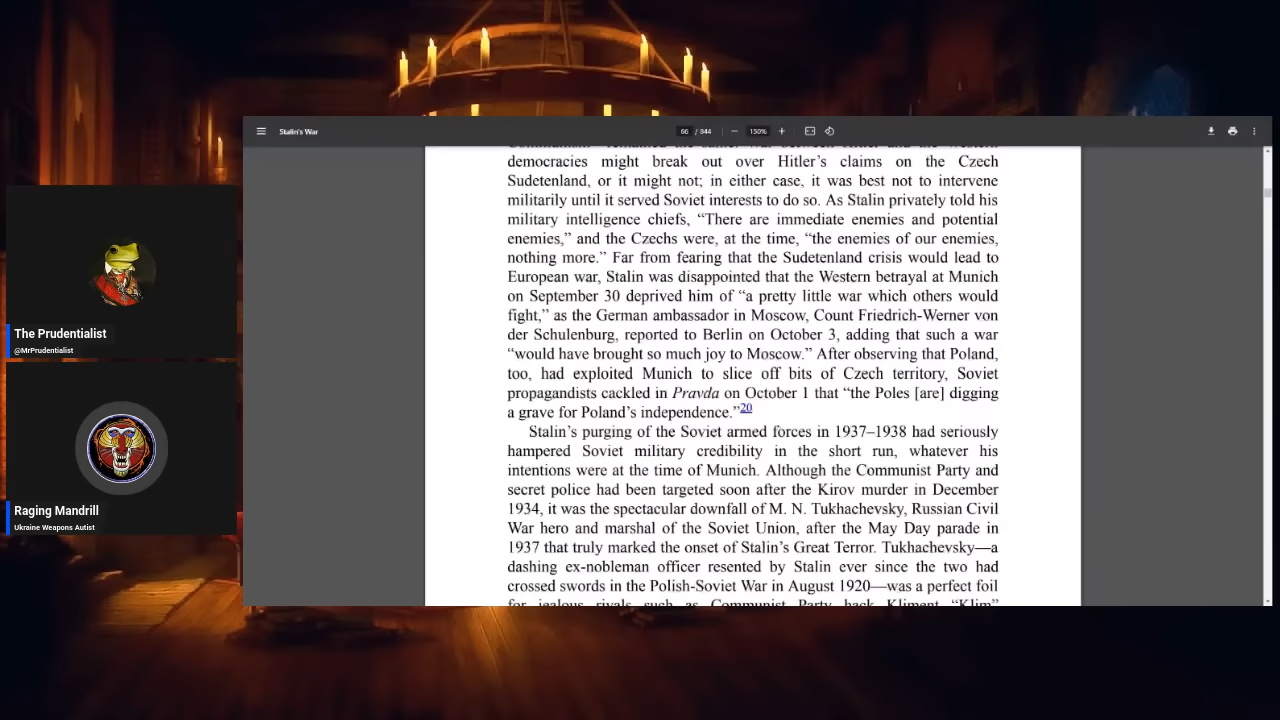 Stalin's War
66 / 844
150%
democracies might break out over Hitler's claims on the Czech
Sudetenland, or it might not; in either case, it was best not to intervene
militarily until it served Soviet interests to do so. As Stalin privately told his
military intelligence chiefs, “There are immediate enemies and potential
enemies,” and the Czechs were, at the time, “the enemies of our enemies,
nothing more.” Far from fearing that the Sudetenland crisis would lead to
European war, Stalin was disappointed that the Western betrayal at Munich
on September 30 deprived him of “a pretty little war which others would
fight,” as the German ambassador in Moscow, Count Friedrich-Werner von
der Schulenburg, reported to Berlin on October 3, adding that such a war
“would have brought so much joy to Moscow.” After observing that Poland,
too, had exploited Munich to slice off bits of Czech territory, Soviet
propagandists cackled in Pravda on October 1 that “the Poles [are] digging
a grave for Poland's independence.”20
Stalin's purging of the Soviet armed forces in 1937–1938 had seriously
hampered Soviet military credibility in the short run, whatever his
intentions were at the time of Munich. Although the Communist Party and
secret police had been targeted soon after the Kirov murder in December
1934, it was the spectacular downfall of M. N. Tukhachevsky, Russian Civil
War hero and marshal of the Soviet Union, after the May Day parade in
1937 that truly marked the onset of Stalin's Great Terror. Tukhachevsky—a
dashing ex-nobleman officer resented by Stalin ever since the two had
crossed swords in the Polish-Soviet War in August 1920—was a perfect foil
for jealous rivals such as Communist Party hack Kliment “Klim”
The Prudentialist
@MrPrudentialist
Raging Mandrill
Ukraine Weapons Autist